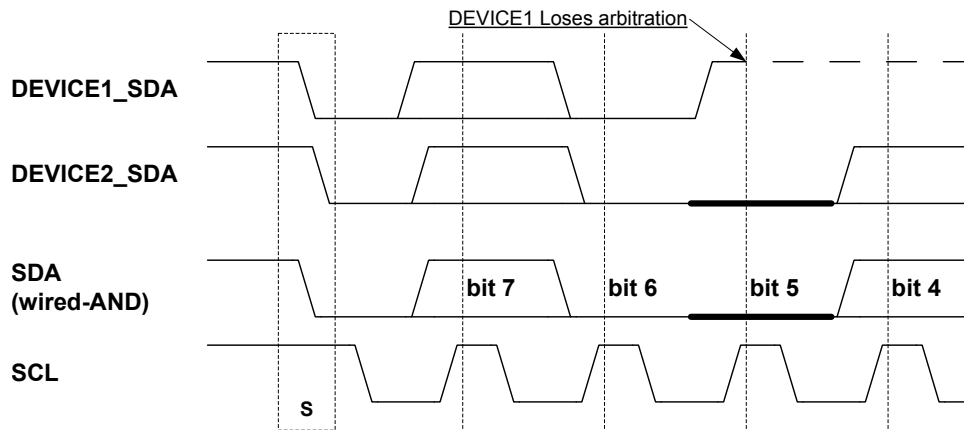 DEVICE1 Loses arbitration
DEVICE1_SDA
DEVICE2_SDA
SDA
(wired-AND)
bit 7 bit 6 bit 5 bit 4
SCL
S